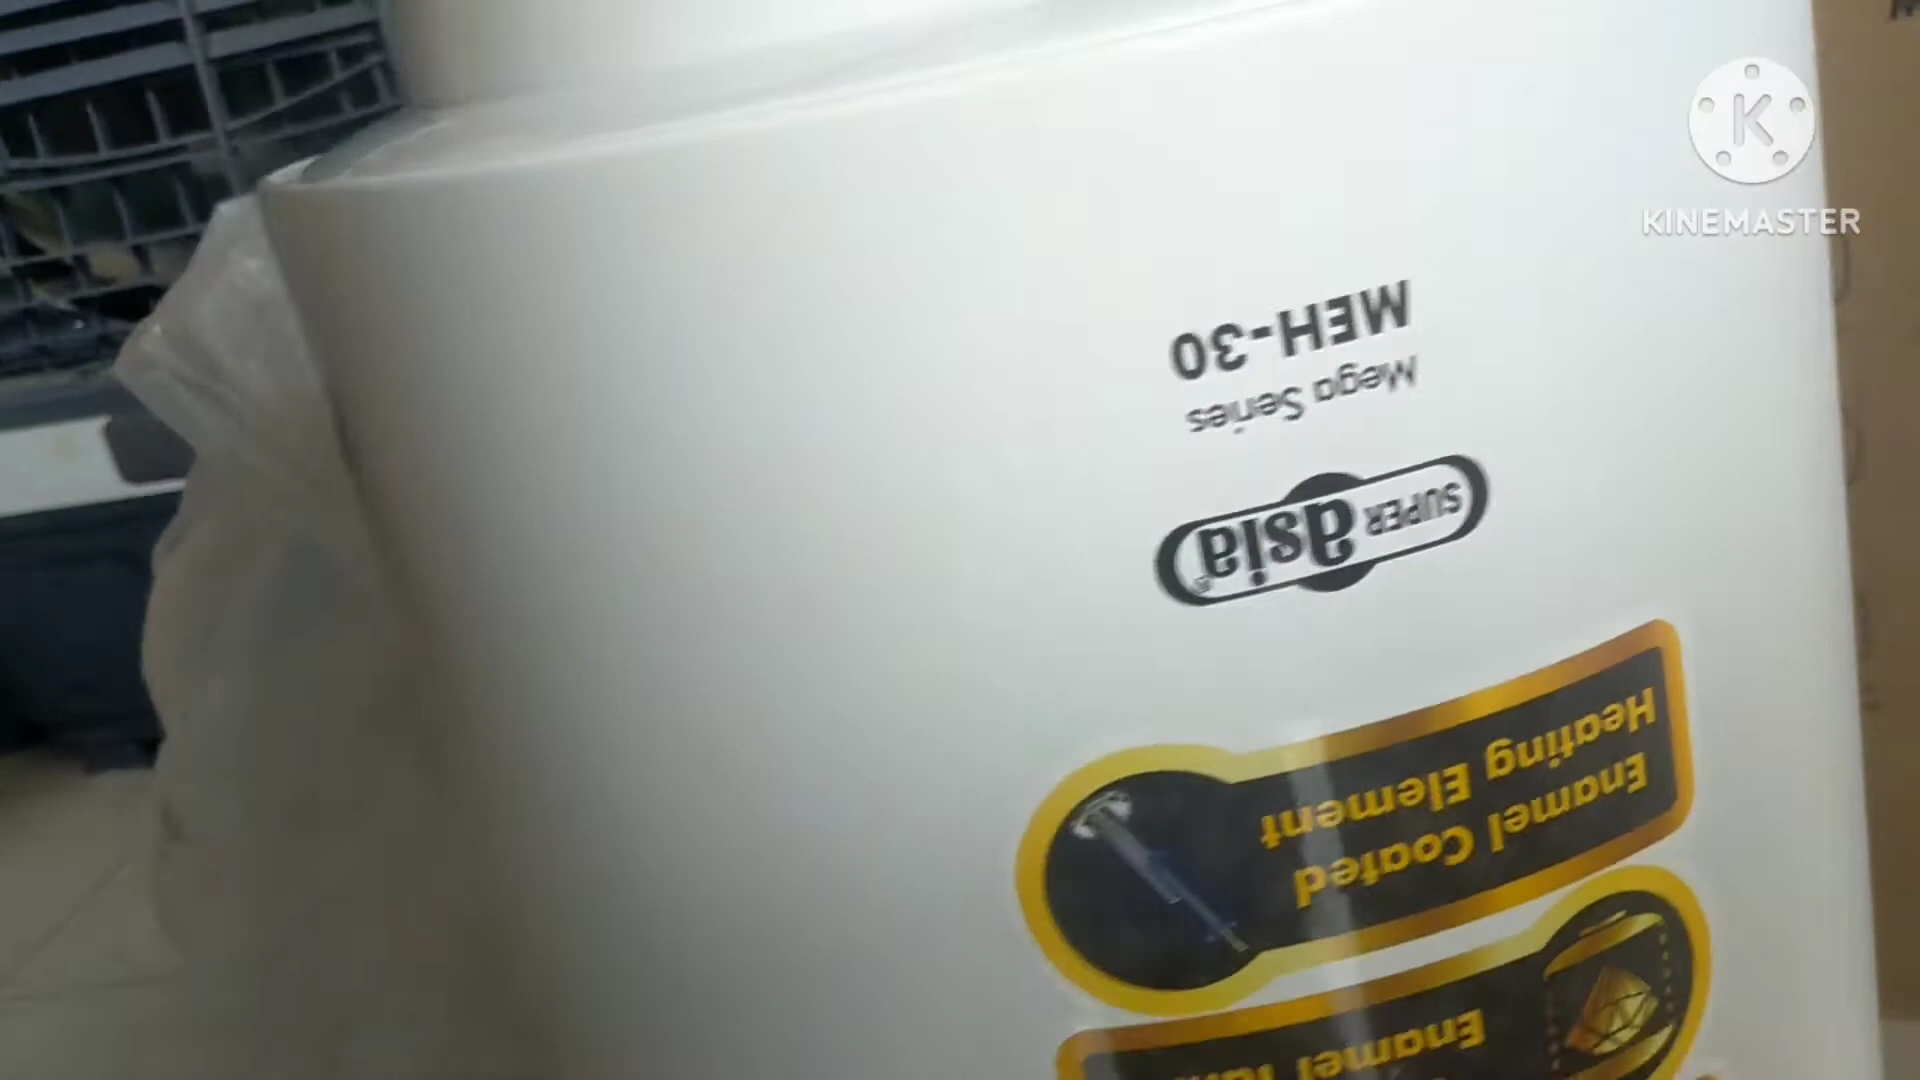 KINEMASTER
Enamel
Enamel Coated
Heating Element
SUPER asia
Mega Series
MEH-30